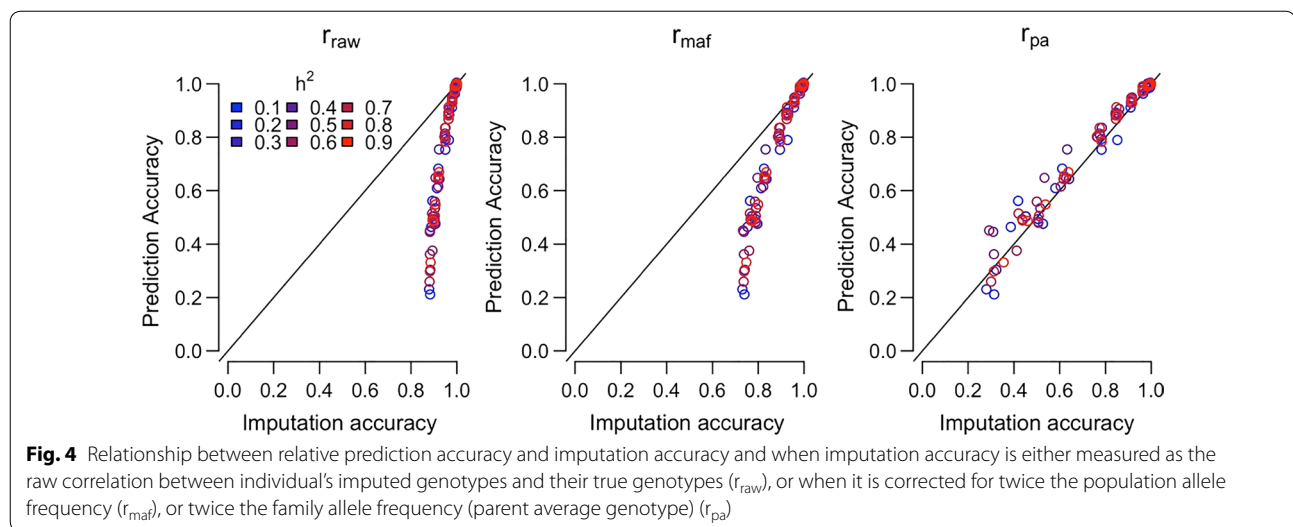 r_raw
r_maf
r_pa
h²
0.1 0.4 0.7
0.2 0.5 0.8
0.3 0.6 0.9
Prediction Accuracy
1.0
0.8
0.6
0.4
0.2
0.0
0.0 0.2 0.4 0.6 0.8 1.0
Imputation accuracy
Prediction Accuracy
1.0
0.8
0.6
0.4
0.2
0.0
0.0 0.2 0.4 0.6 0.8 1.0
Imputation accuracy
Prediction Accuracy
1.0
0.8
0.6
0.4
0.2
0.0
0.0 0.2 0.4 0.6 0.8 1.0
Imputation accuracy
Fig. 4 Relationship between relative prediction accuracy and imputation accuracy and when imputation accuracy is either measured as the
raw correlation between individual's imputed genotypes and their true genotypes (r_raw), or when it is corrected for twice the population allele
frequency (r_maf), or twice the family allele frequency (parent average genotype) (r_pa)